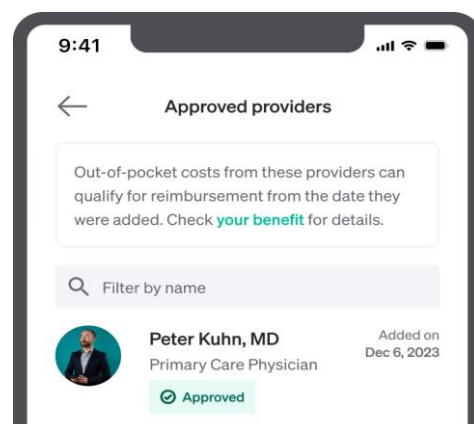 9:41
Approved providers
Out-of-pocket costs from these providers can
qualify for reimbursement from the date they
were added. Check your benefit for details.
Filter by name
Peter Kuhn, MD
Primary Care Physician
Approved
Added on
Dec 6, 2023